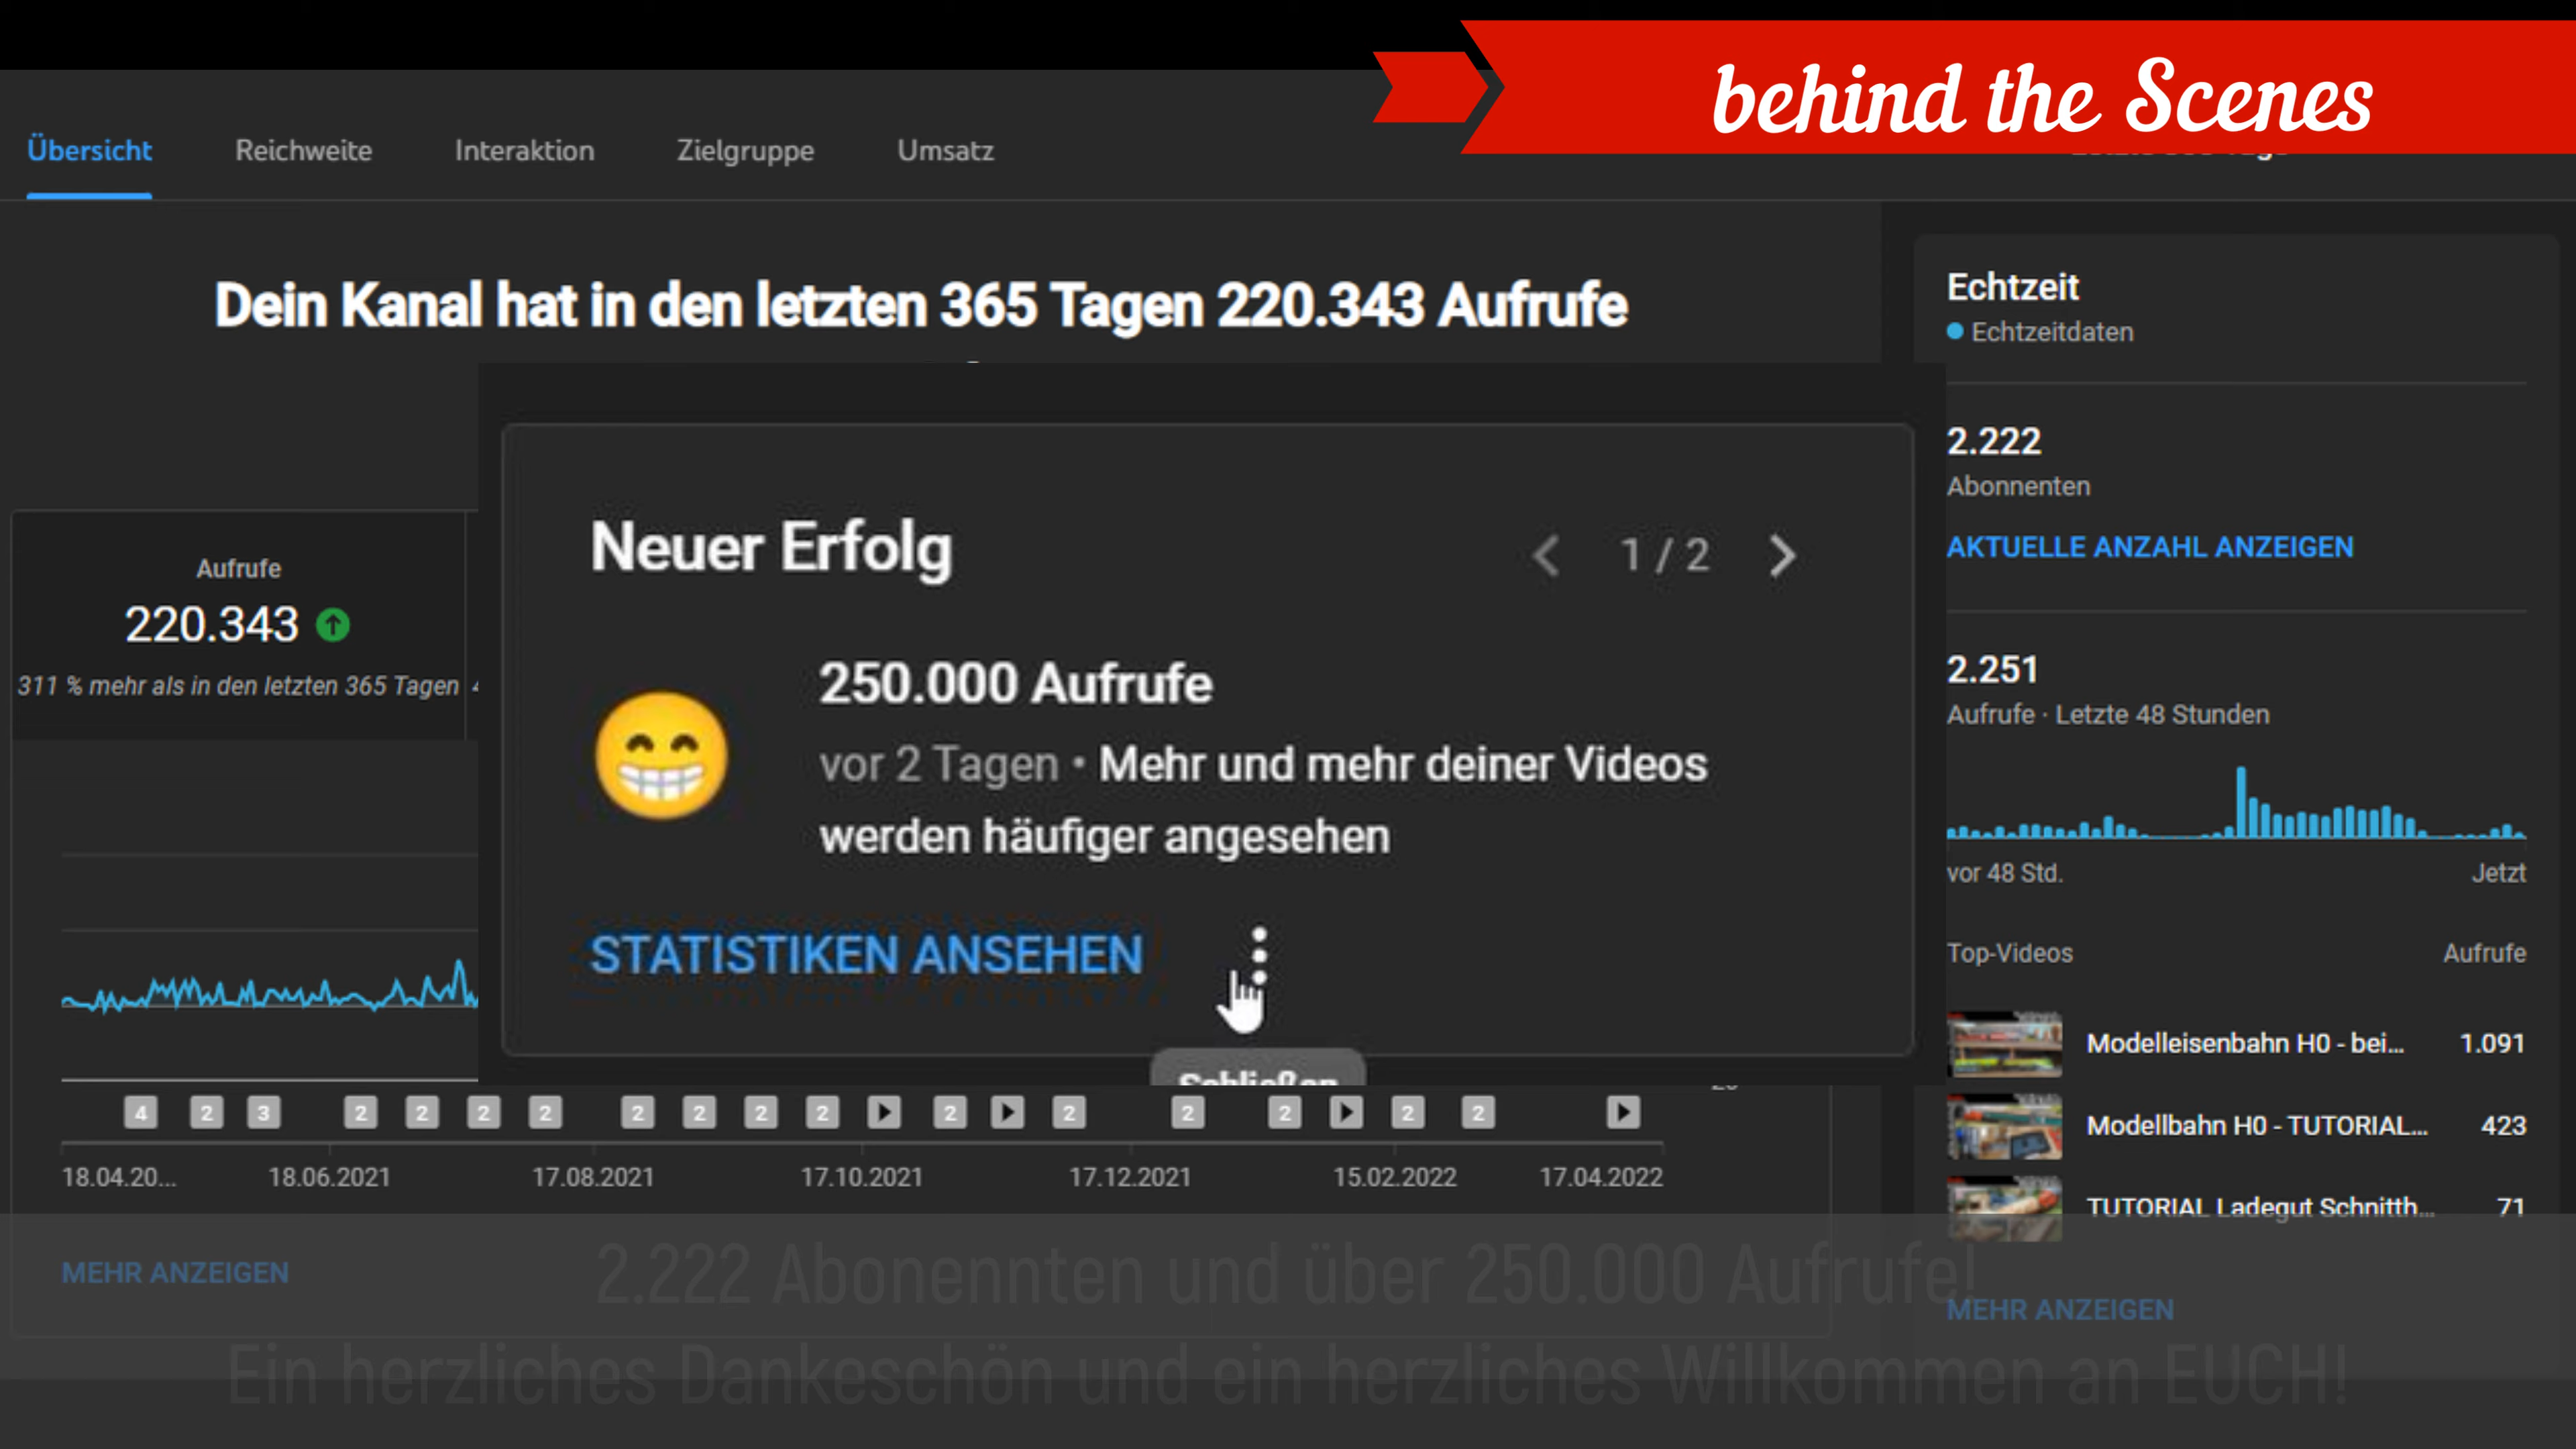 behind the Scenes
Übersicht Reichweite Interaktion Zielgruppe Umsatz
Dein Kanal hat in den letzten 365 Tagen 220.343 Aufrufe
Aufrufe
220.343
311 % mehr als in den letzten 365 Tagen
Neuer Erfolg
1 / 2
250.000 Aufrufe
vor 2 Tagen • Mehr und mehr deiner Videos
werden häufiger angesehen
STATISTIKEN ANSEHEN
Schließen
4 2 3 2 2 2 2 2 2 2 2 2 2 2 2 2 2
18.04.20... 18.06.2021 17.08.2021 17.10.2021 17.12.2021 15.02.2022 17.04.2022
MEHR ANZEIGEN
Echtzeit
Echtzeitdaten
2.222
Abonnenten
AKTUELLE ANZAHL ANZEIGEN
2.251
Aufrufe · Letzte 48 Stunden
vor 48 Std. Jetzt
Top-Videos Aufrufe
Modelleisenbahn H0 - bei... 1.091
Modellbahn H0 - TUTORIAL... 423
TUTORIAL Ladegut Schnitth... 71
MEHR ANZEIGEN
2.222 Abonennten und über 250.000 Aufrufe!
Ein herzliches Dankeschön und ein herzliches Willkommen an EUCH!